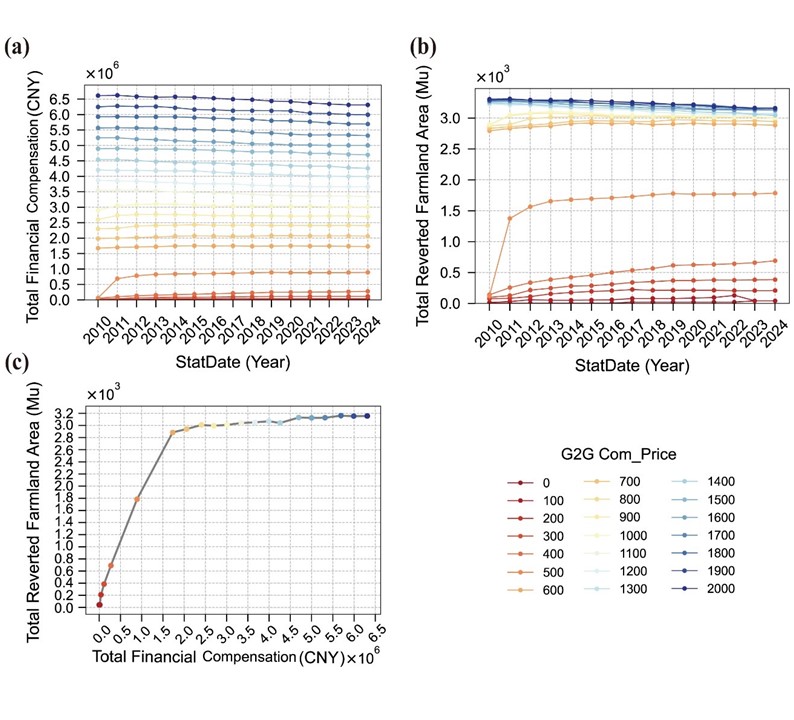 (a)
×10⁶
Total Financial Compensation (CNY)
6.5
6.0
5.5
5.0
4.5
4.0
3.5
3.0
2.5
2.0
1.5
1.0
0.5
0.0
2010 2011 2012 2013 2014 2015 2016 2017 2018 2019 2020 2021 2022 2023 2024
StatDate (Year)
(b)
×10³
Total Reverted Farmland Area (Mu)
3.0
2.5
2.0
1.5
1.0
0.5
0.0
2010 2011 2012 2013 2014 2015 2016 2017 2018 2019 2020 2021 2022 2023 2024
StatDate (Year)
(c)
×10³
Total Reverted Farmland Area (Mu)
3.2
3.0
2.8
2.6
2.4
2.2
2.0
1.8
1.6
1.4
1.2
1.0
0.8
0.6
0.4
0.2
0.0
0.0 0.5 1.0 1.5 2.0 2.5 3.0 3.5 4.0 4.5 5.0 5.5 6.0 6.5
Total Financial Compensation (CNY)×10⁶
G2G Com_Price
0 700 1400
100 800 1500
200 900 1600
300 1000 1700
400 1100 1800
500 1200 1900
600 1300 2000